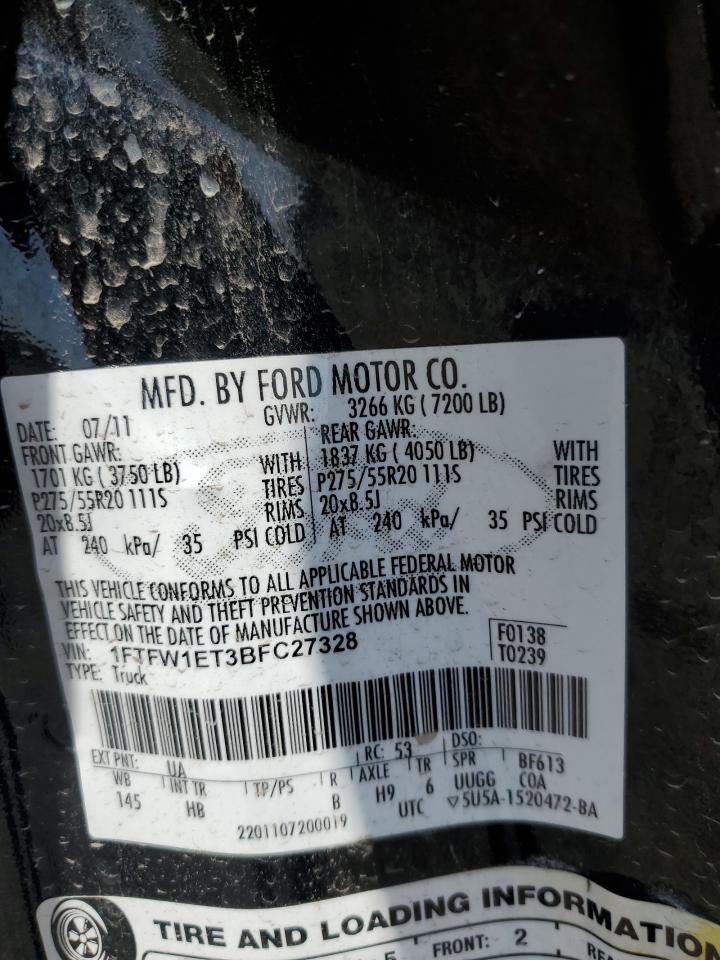 MFD. BY FORD MOTOR CO.
DATE: 07/11
GVWR: 3266 KG ( 7200 LB)
FRONT GAWR:
1701 KG ( 3750 LB)
WITH
P275/55R20 111S
TIRES
20x8.5J
RIMS
AT 240 kPa/ 35 PSI COLD
REAR GAWR:
1837 KG ( 4050 LB)
WITH
P275/55R20 111S
TIRES
20x8.5J
RIMS
AT 240 kPa/ 35 PSI COLD
THIS VEHICLE CONFORMS TO ALL APPLICABLE FEDERAL MOTOR
VEHICLE SAFETY AND THEFT PREVENTION STANDARDS IN
EFFECT ON THE DATE OF MANUFACTURE SHOWN ABOVE.
VIN: 1FTFW1ET3BFC27328
F0138
TYPE: Truck
T0239
EXT PNT: UA
RC: 53
DSO:
WB
INT TR
TP/PS
R
AXLE
TR
SPR
BF613
145
HB
B
H9
6
UUGG
COA
2201107200019
UTC
5U5A-1520472-BA
TIRE AND LOADING INFORMATION
5
FRONT: 2